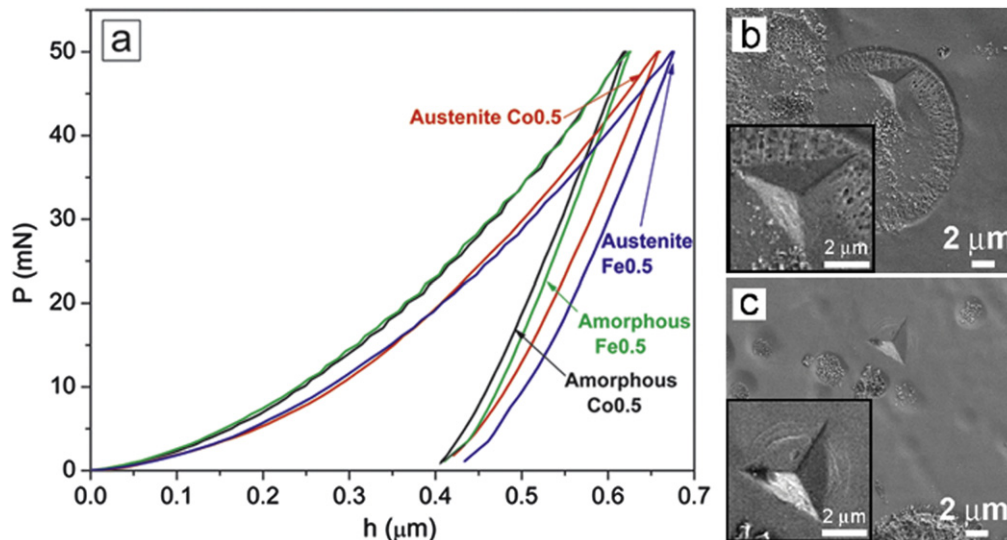 a
50
40
30
20
10
0
P (mN)
0.0 0.1 0.2 0.3 0.4 0.5 0.6 0.7
h (μm)
Austenite Co0.5
Austenite
Fe0.5
Amorphous
Fe0.5
Amorphous
Co0.5
b
2 μm
2 μm
c
2 μm
2 μm